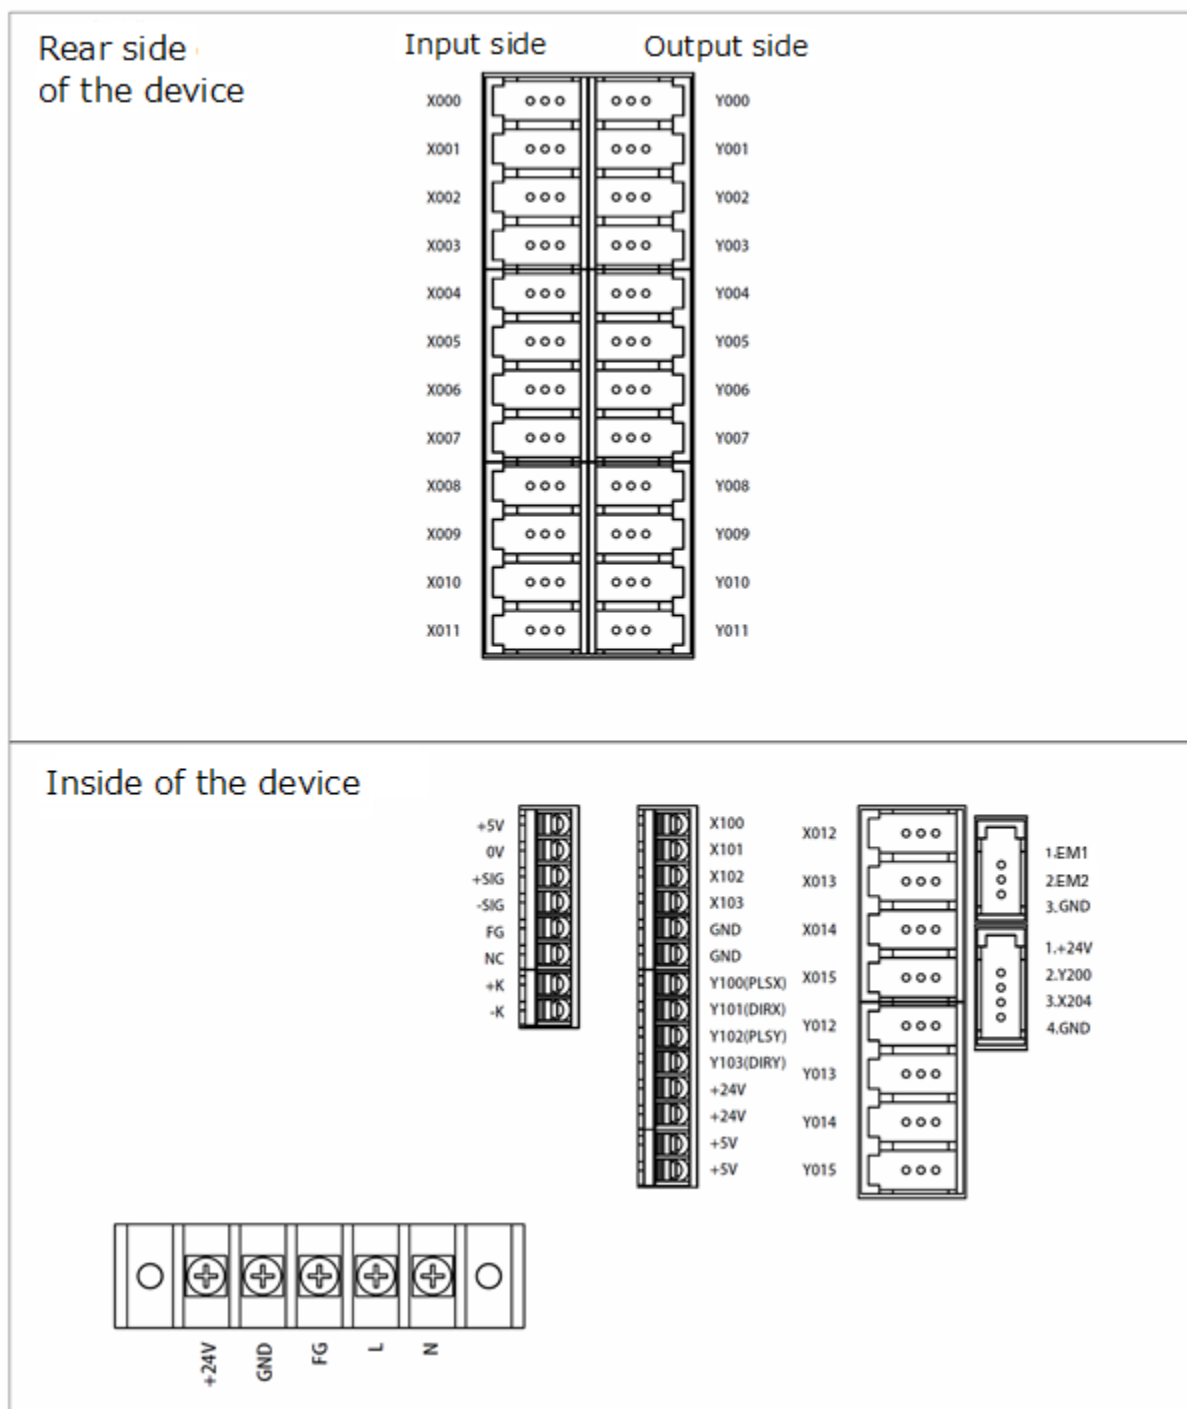 Rear side
of the device
Input side
Output side
X000
Y000
X001
Y001
X002
Y002
X003
Y003
X004
Y004
X005
Y005
X006
Y006
X007
Y007
X008
Y008
X009
Y009
X010
Y010
X011
Y011
Inside of the device
+5V
0V
+SIG
-SIG
FG
NC
+K
-K
X100
X101
X102
X103
GND
GND
Y100(PLSX)
Y101(DIRX)
Y102(PLSY)
Y103(DIRY)
+24V
+24V
+5V
+5V
X012
X013
X014
X015
Y012
Y013
Y014
Y015
1.EM1
2.EM2
3.GND
1.+24V
2.Y200
3.X204
4.GND
+24V
GND
FG
L
N